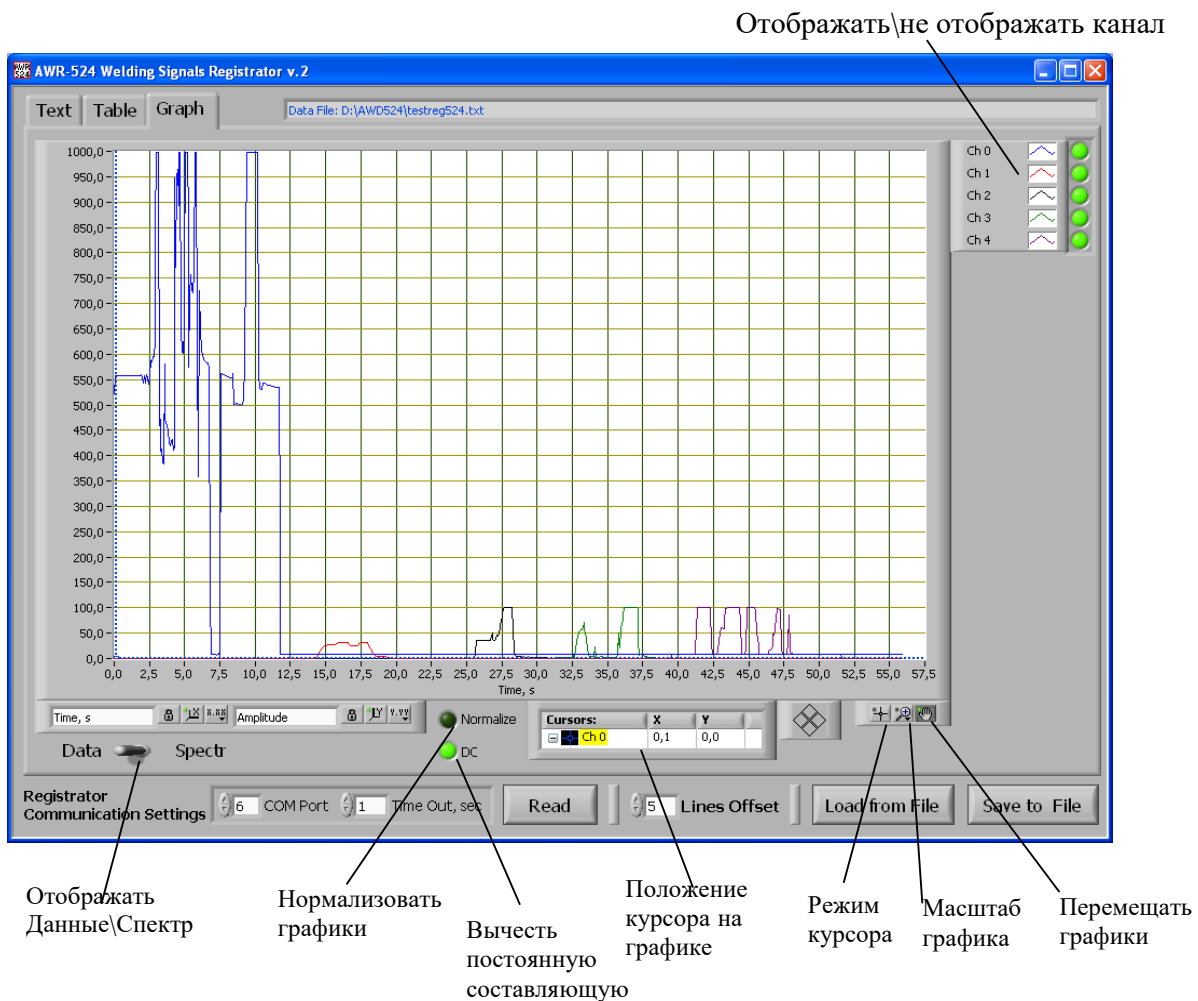 Отображать\не отображать канал
AWR-524 Welding Signals Registrator v.2
Text Table Graph Data File: D:\AWD524\testreg524.txt
1000,0
950,0
900,0
850,0
800,0
750,0
700,0
650,0
600,0
550,0
500,0
450,0
400,0
350,0
300,0
250,0
200,0
150,0
100,0
50,0
0,0
0,0 2,5 5,0 7,5 10,0 12,5 15,0 17,5 20,0 22,5 25,0 27,5 30,0 32,5 35,0 37,5 40,0 42,5 45,0 47,5 50,0 52,5 55,0 57,5
Time, s
Ch 0
Ch 1
Ch 2
Ch 3
Ch 4
Time, s X X.XX Amplitude Y Y.YY
Normalize
DC
Cursors: X Y
Ch 0 0,1 0,0
Data Spectr
Registrator
Communication Settings
6 COM Port 1 Time Out, sec Read 5 Lines Offset Load from File Save to File
Отображать
Данные\Спектр
Нормализовать
графики
Вычесть
постоянную
составляющую
Положение
курсора на
графике
Режим
курсора
Масштаб
графика
Перемещать
графики